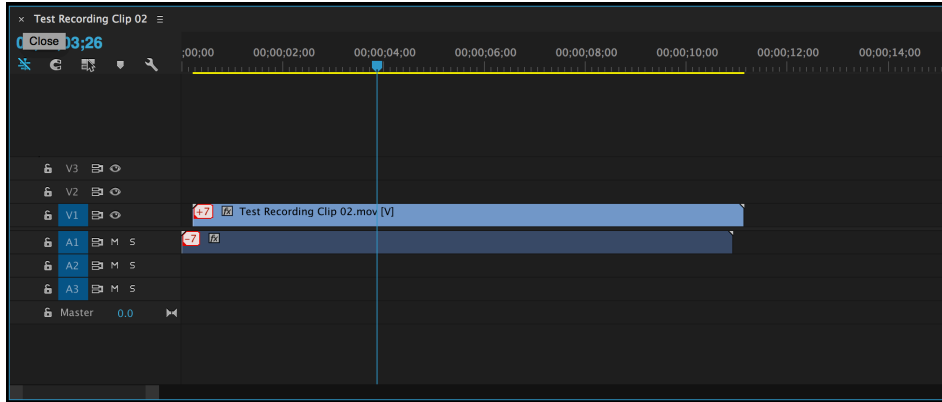 × Test Recording Clip 02 ≡
Close 03;26
;00;00 00;00;02;00 00;00;04;00 00;00;06;00 00;00;08;00 00;00;10;00 00;00;12;00 00;00;14;00
V3
V2
V1 +7 fx Test Recording Clip 02.mov [V]
A1 M S -7 fx
A2 M S
A3 M S
Master 0.0